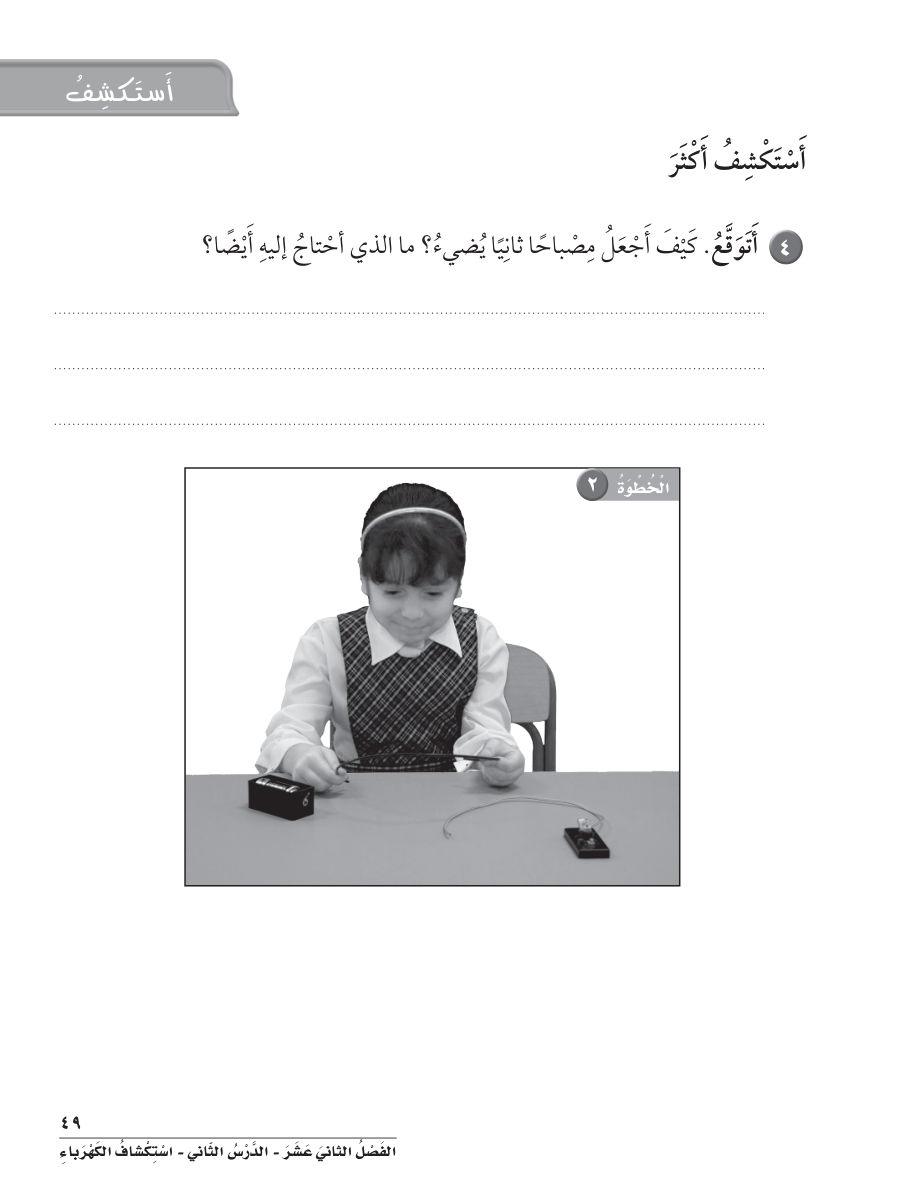 أَستَكشِفُ
أَسْتَكْشِفُ أَكْثَرَ
٤ أَتَوَقَّعُ. كَيْفَ أَجْعَلُ مِصْباحًا ثانِيًا يُضيءُ؟ ما الذي أحْتاجُ إليهِ أَيْضًا؟
الْخُطْوَةُ ٢
٤٩
الفَصْلُ الثانيَ عَشَرَ - الدَّرْسُ الثّاني - اسْتِكْشافُ الكَهْرَباءِ